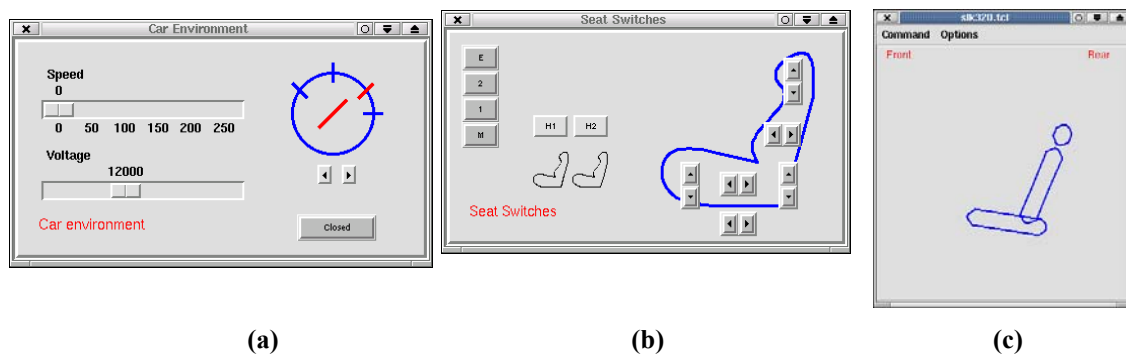 Car Environment
Speed
0
0 50 100 150 200 250
Voltage
12000
Car environment
Closed
Seat Switches
E
2
1
M
H1 H2
Seat Switches
slk320.tcl
Command Options
Front Rear
(a) (b) (c)